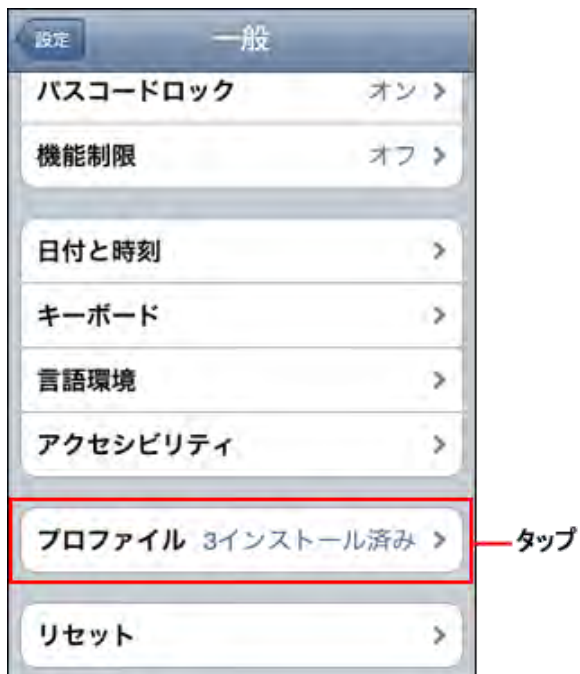 設定 一般
パスコードロック オン
機能制限 オフ
日付と時刻
キーボード
言語環境
アクセシビリティ
プロファイル 3インストール済み タップ
リセット